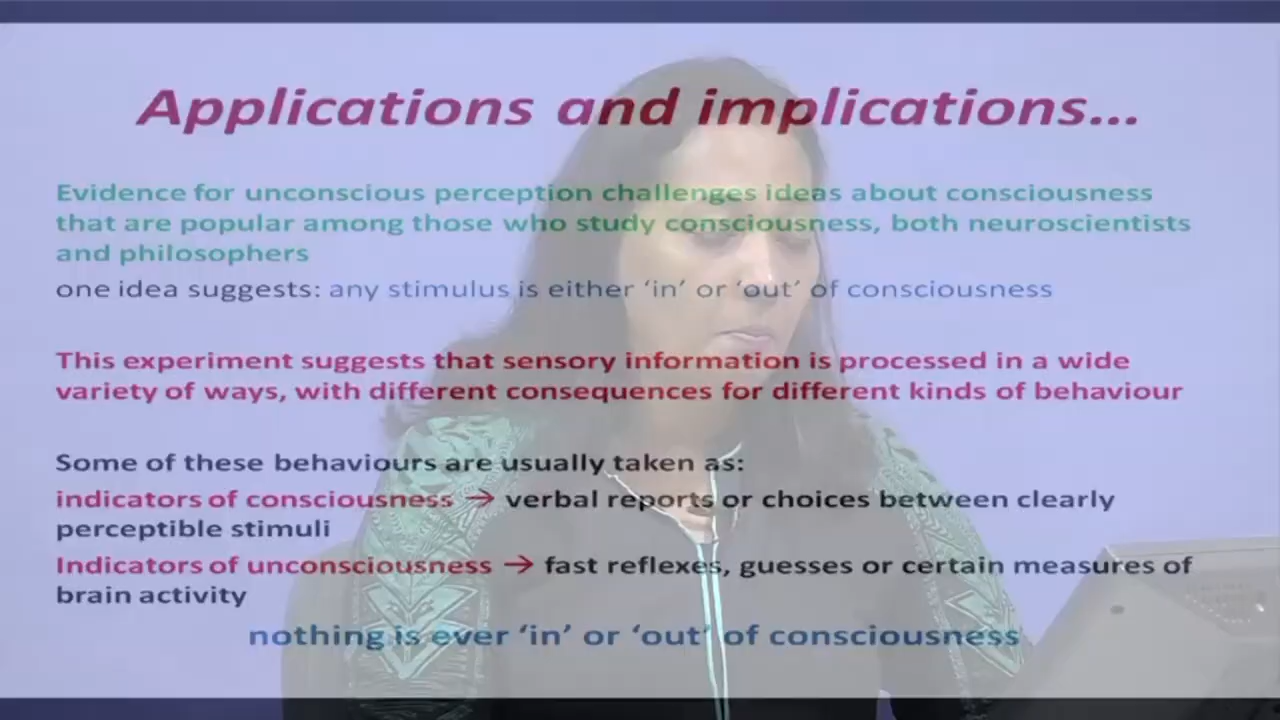 Applications and implications...
Evidence for unconscious perception challenges ideas about consciousness
that are popular among those who study consciousness, both neuroscientists
and philosophers
one idea suggests: any stimulus is either ‘in’ or ‘out’ of consciousness
This experiment suggests that sensory information is processed in a wide
variety of ways, with different consequences for different kinds of behaviour
Some of these behaviours are usually taken as:
indicators of consciousness → verbal reports or choices between clearly
perceptible stimuli
Indicators of unconsciousness → fast reflexes, guesses or certain measures of
brain activity
nothing is ever ‘in’ or ‘out’ of consciousness